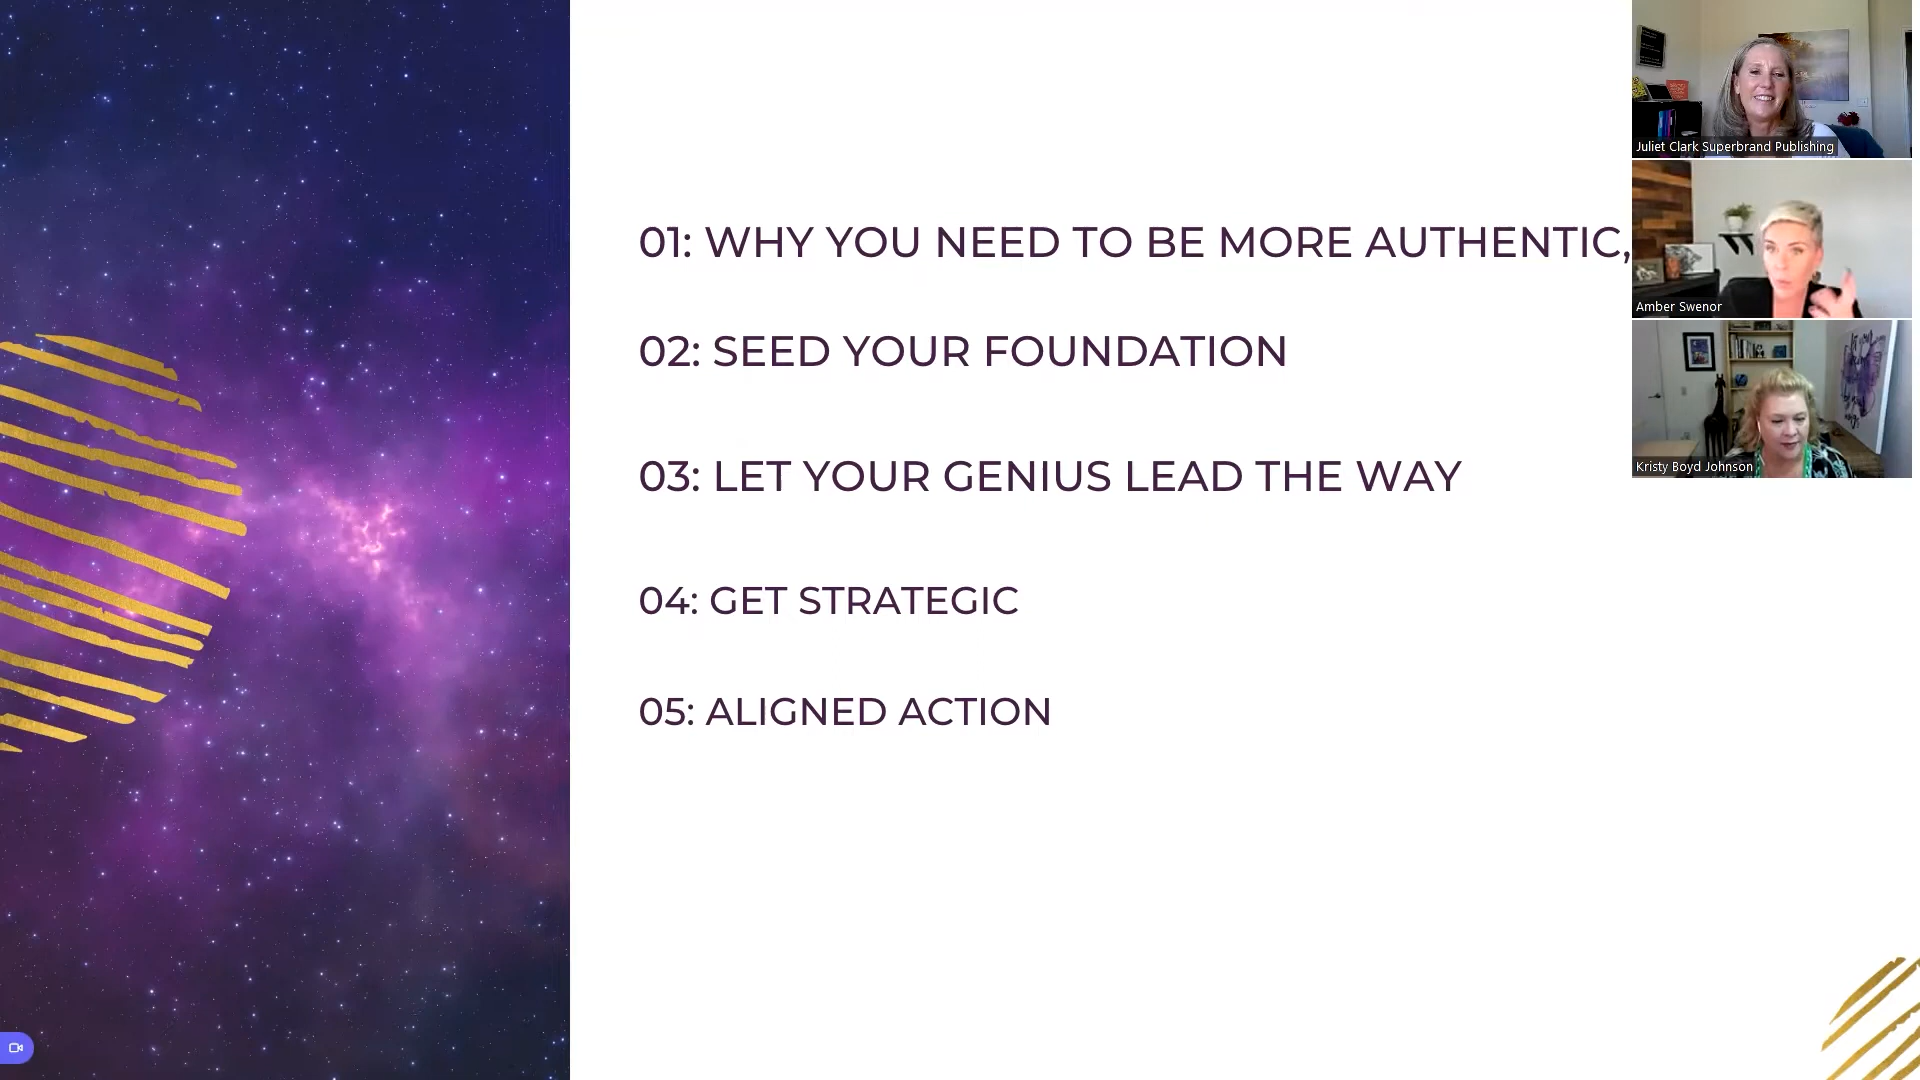 01: WHY YOU NEED TO BE MORE AUTHENTIC,
02: SEED YOUR FOUNDATION
03: LET YOUR GENIUS LEAD THE WAY
04: GET STRATEGIC
05: ALIGNED ACTION
Juliet Clark Superbrand Publishing
Amber Swenor
Kristy Boyd Johnson